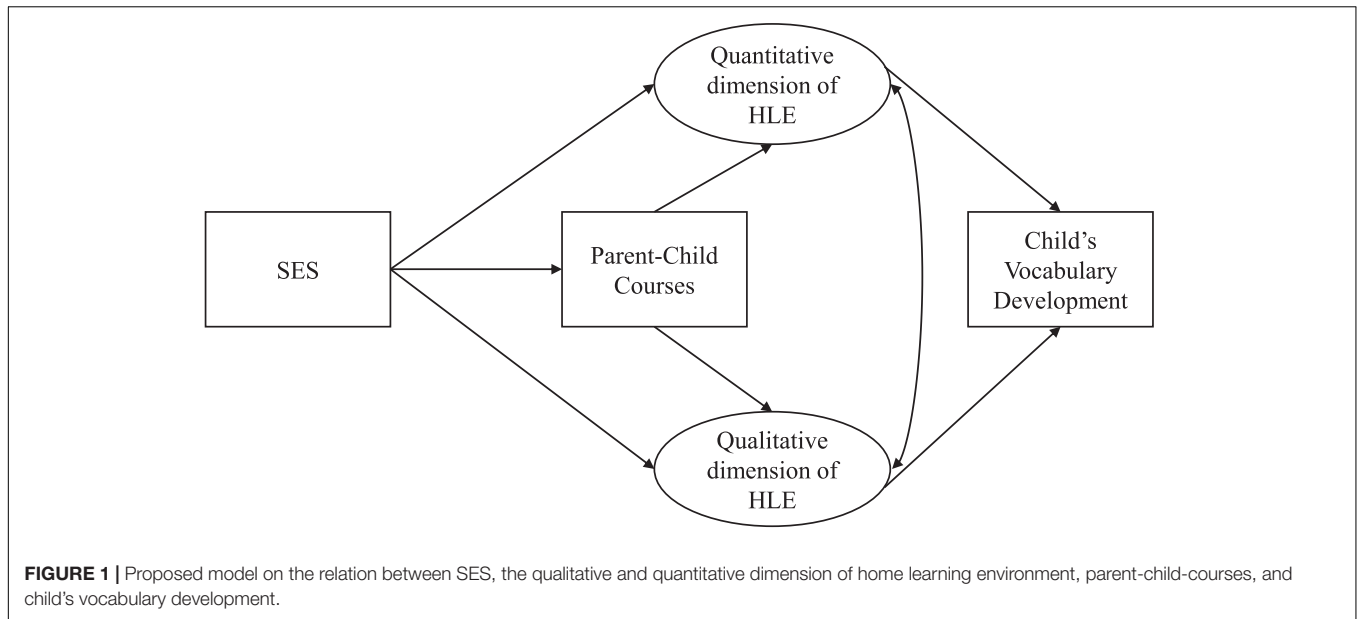 Quantitative
dimension of
HLE
SES
Parent-Child
Courses
Child’s
Vocabulary
Development
Qualitative
dimension of
HLE
FIGURE 1 | Proposed model on the relation between SES, the qualitative and quantitative dimension of home learning environment, parent-child-courses, and
child’s vocabulary development.